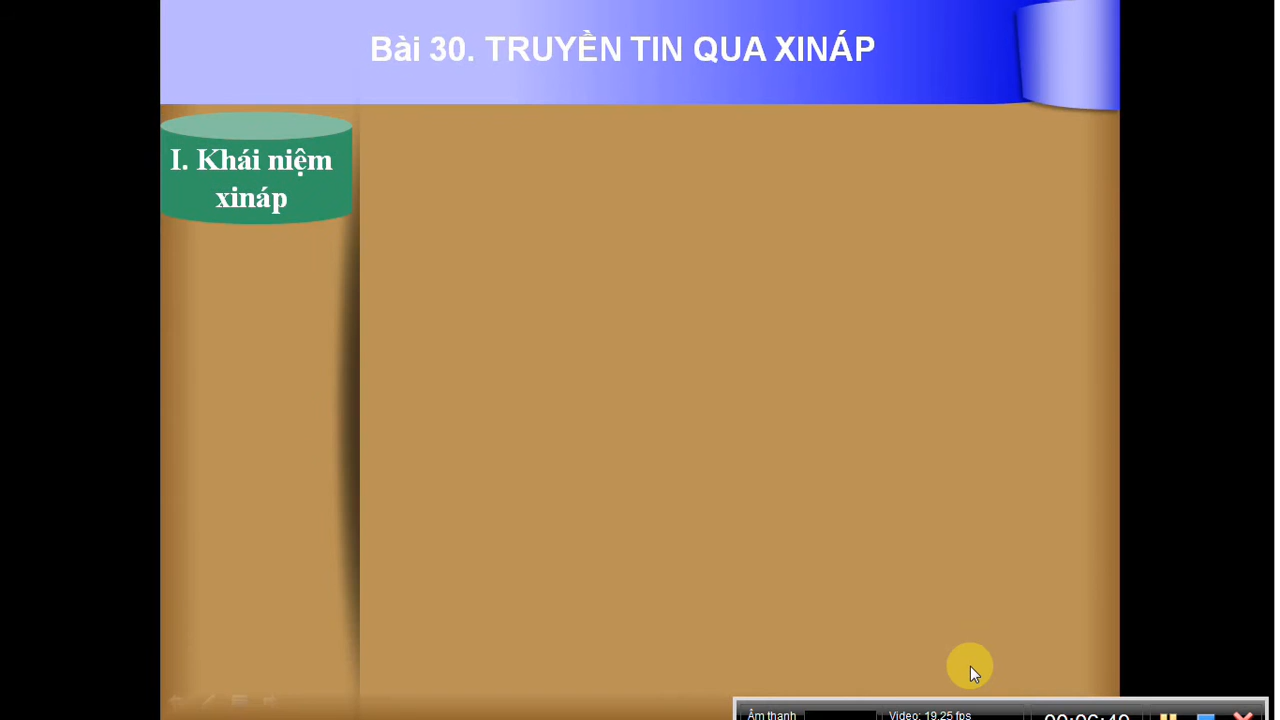 Bài 30. TRUYỀN TIN QUA XINÁP
I. Khái niệm
xináp
Âm thanh
Video: 19.25 fps